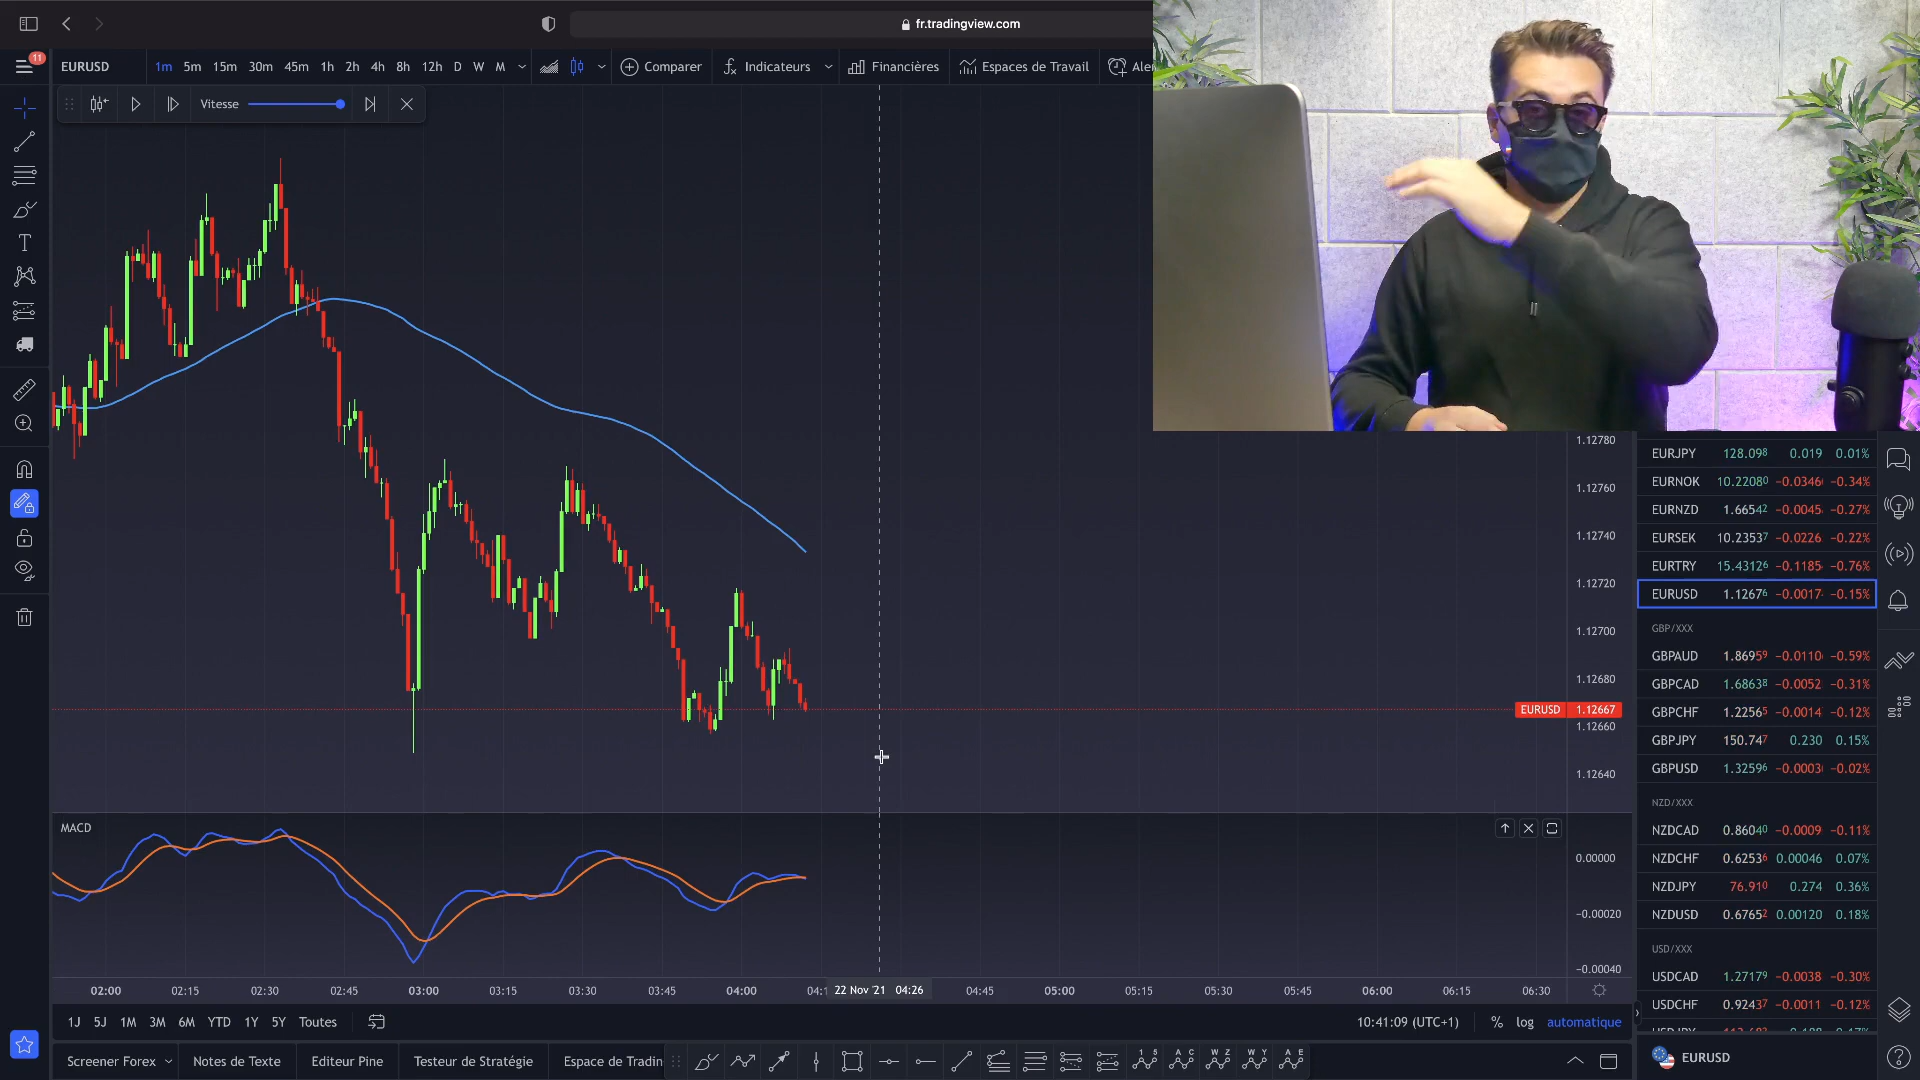 fr.tradingview.com
11
EURUSD 1m 5m 15m 30m 45m 1h 2h 4h 8h 12h D W M Comparer Indicateurs Financières Espaces de Travail
Vitesse
1.12780
1.12760
1.12740
1.12720
1.12700
1.12680
EURUSD 1.12667
1.12660
1.12640
EURJPY 128.098 0.019 0.01%
EURNOK 10.22080 −0.0346 −0.34%
EURNZD 1.66542 −0.0045 −0.27%
EURSEK 10.23537 −0.0226 −0.22%
EURTRY 15.43126 −0.1185 −0.76%
EURUSD 1.12676 −0.0017 −0.15%
GBP/XXX
GBPAUD 1.86959 −0.0110 −0.59%
GBPCAD 1.68638 −0.0052 −0.31%
GBPCHF 1.22565 −0.0014 −0.12%
GBPJPY 150.747 0.230 0.15%
GBPUSD 1.32596 −0.0003 −0.02%
NZD/XXX
NZDCAD 0.86040 −0.0009 −0.11%
NZDCHF 0.62536 0.00046 0.07%
NZDJPY 76.910 0.274 0.36%
NZDUSD 0.67652 0.00120 0.18%
USD/XXX
USDCAD 1.27179 −0.0038 −0.30%
USDCHF 0.92437 −0.0011 −0.12%
MACD
0.00000
−0.00020
−0.00040
02:00 02:15 02:30 02:45 03:00 03:15 03:30 03:45 04:00 22 Nov '21 04:26 04:45 05:00 05:15 05:30 05:45 06:00 06:15 06:30
1J 5J 1M 3M 6M YTD 1Y 5Y Toutes 10:41:09 (UTC+1) % log automatique
Screener Forex Notes de Texte Editeur Pine Testeur de Stratégie Espace de Tradin
EURUSD